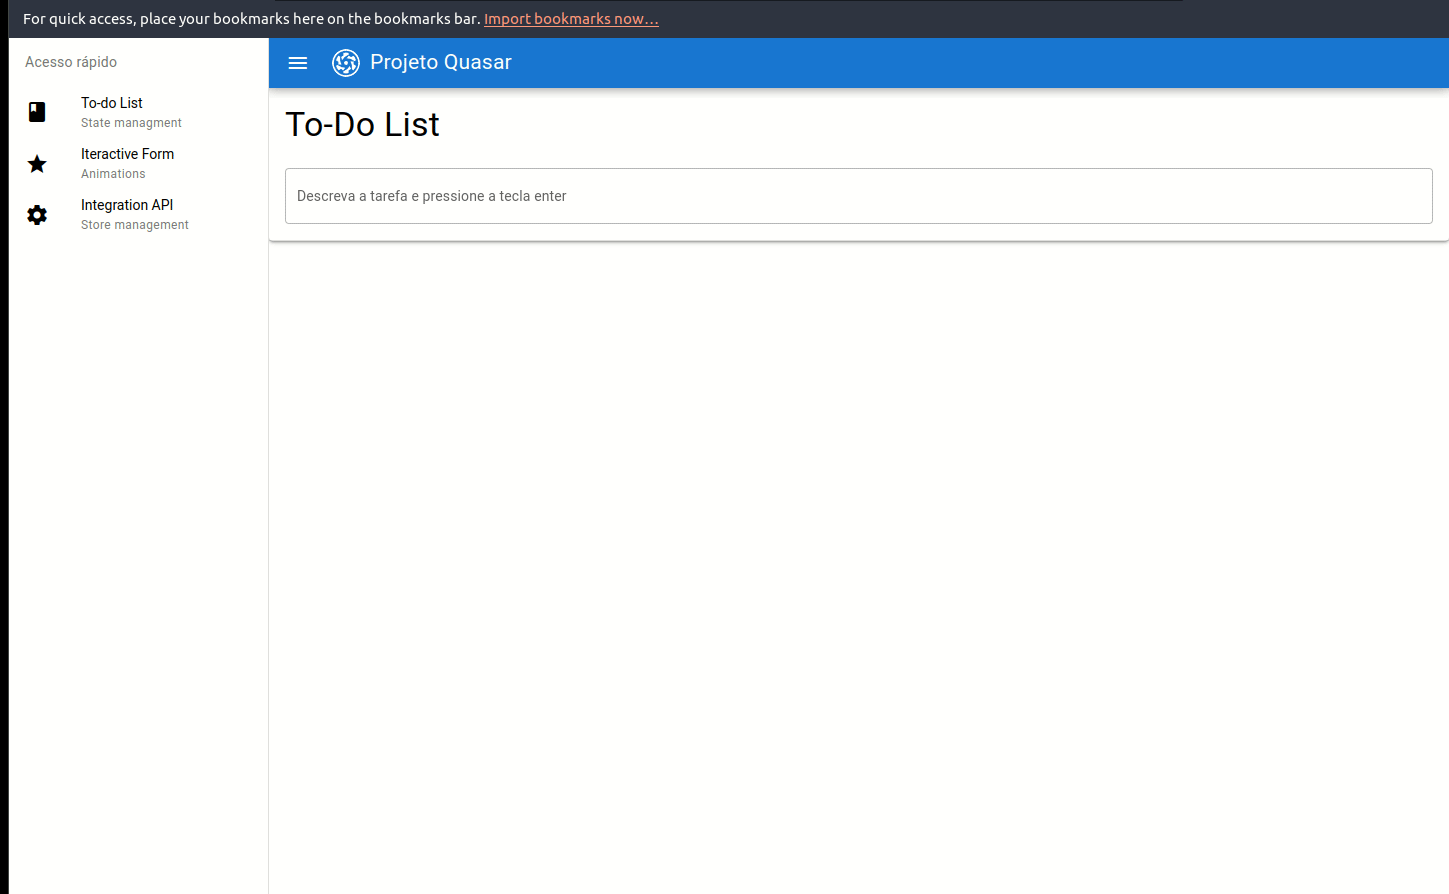 For quick access, place your bookmarks here on the bookmarks bar. Import bookmarks now...
Acesso rápido
To-do List
State managment
Iteractive Form
Animations
Integration API
Store management
Projeto Quasar
To-Do List
Descreva a tarefa e pressione a tecla enter